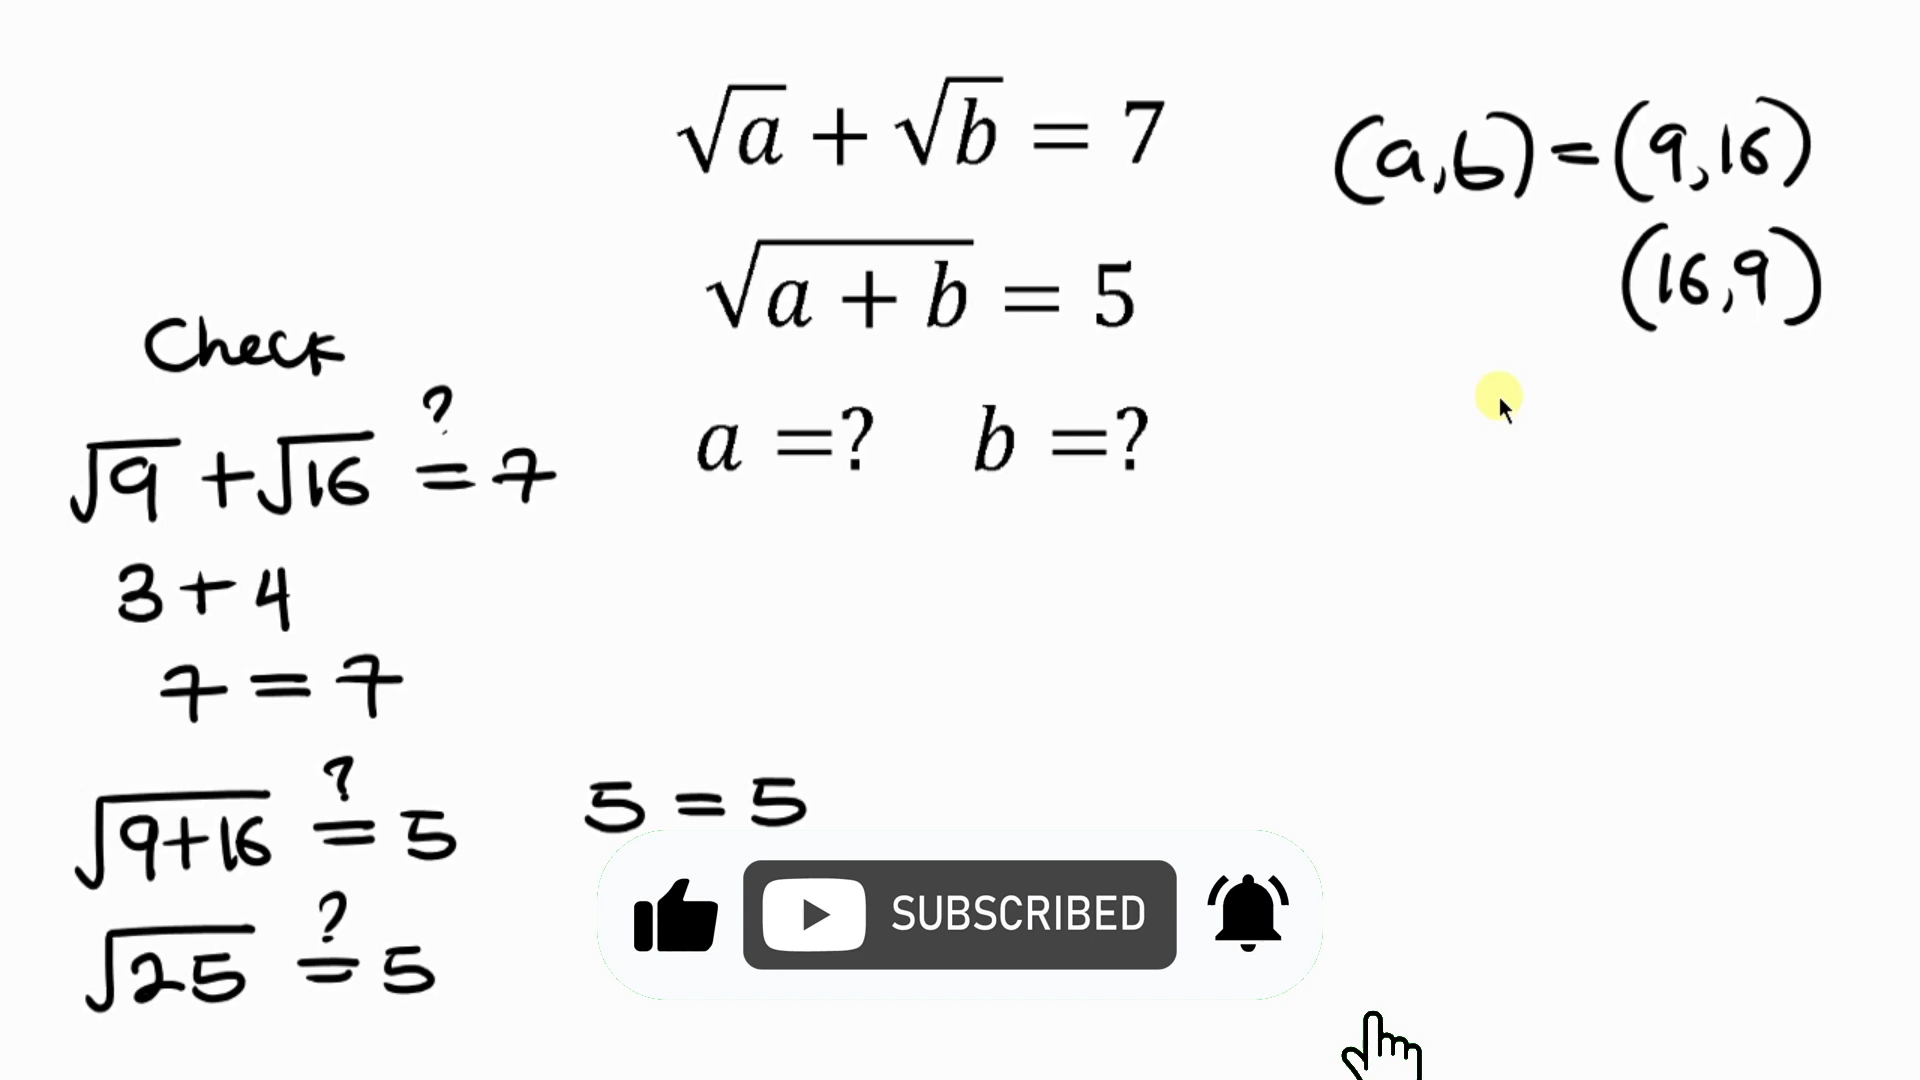 √a + √b = 7
√(a + b) = 5
a =? b =?
(a,b) = (9,16)
(16,9)
Check
√9 + √16 ?= 7
3 + 4
7 = 7
√(9+16) ?= 5
√25 ?= 5
5 = 5
SUBSCRIBED